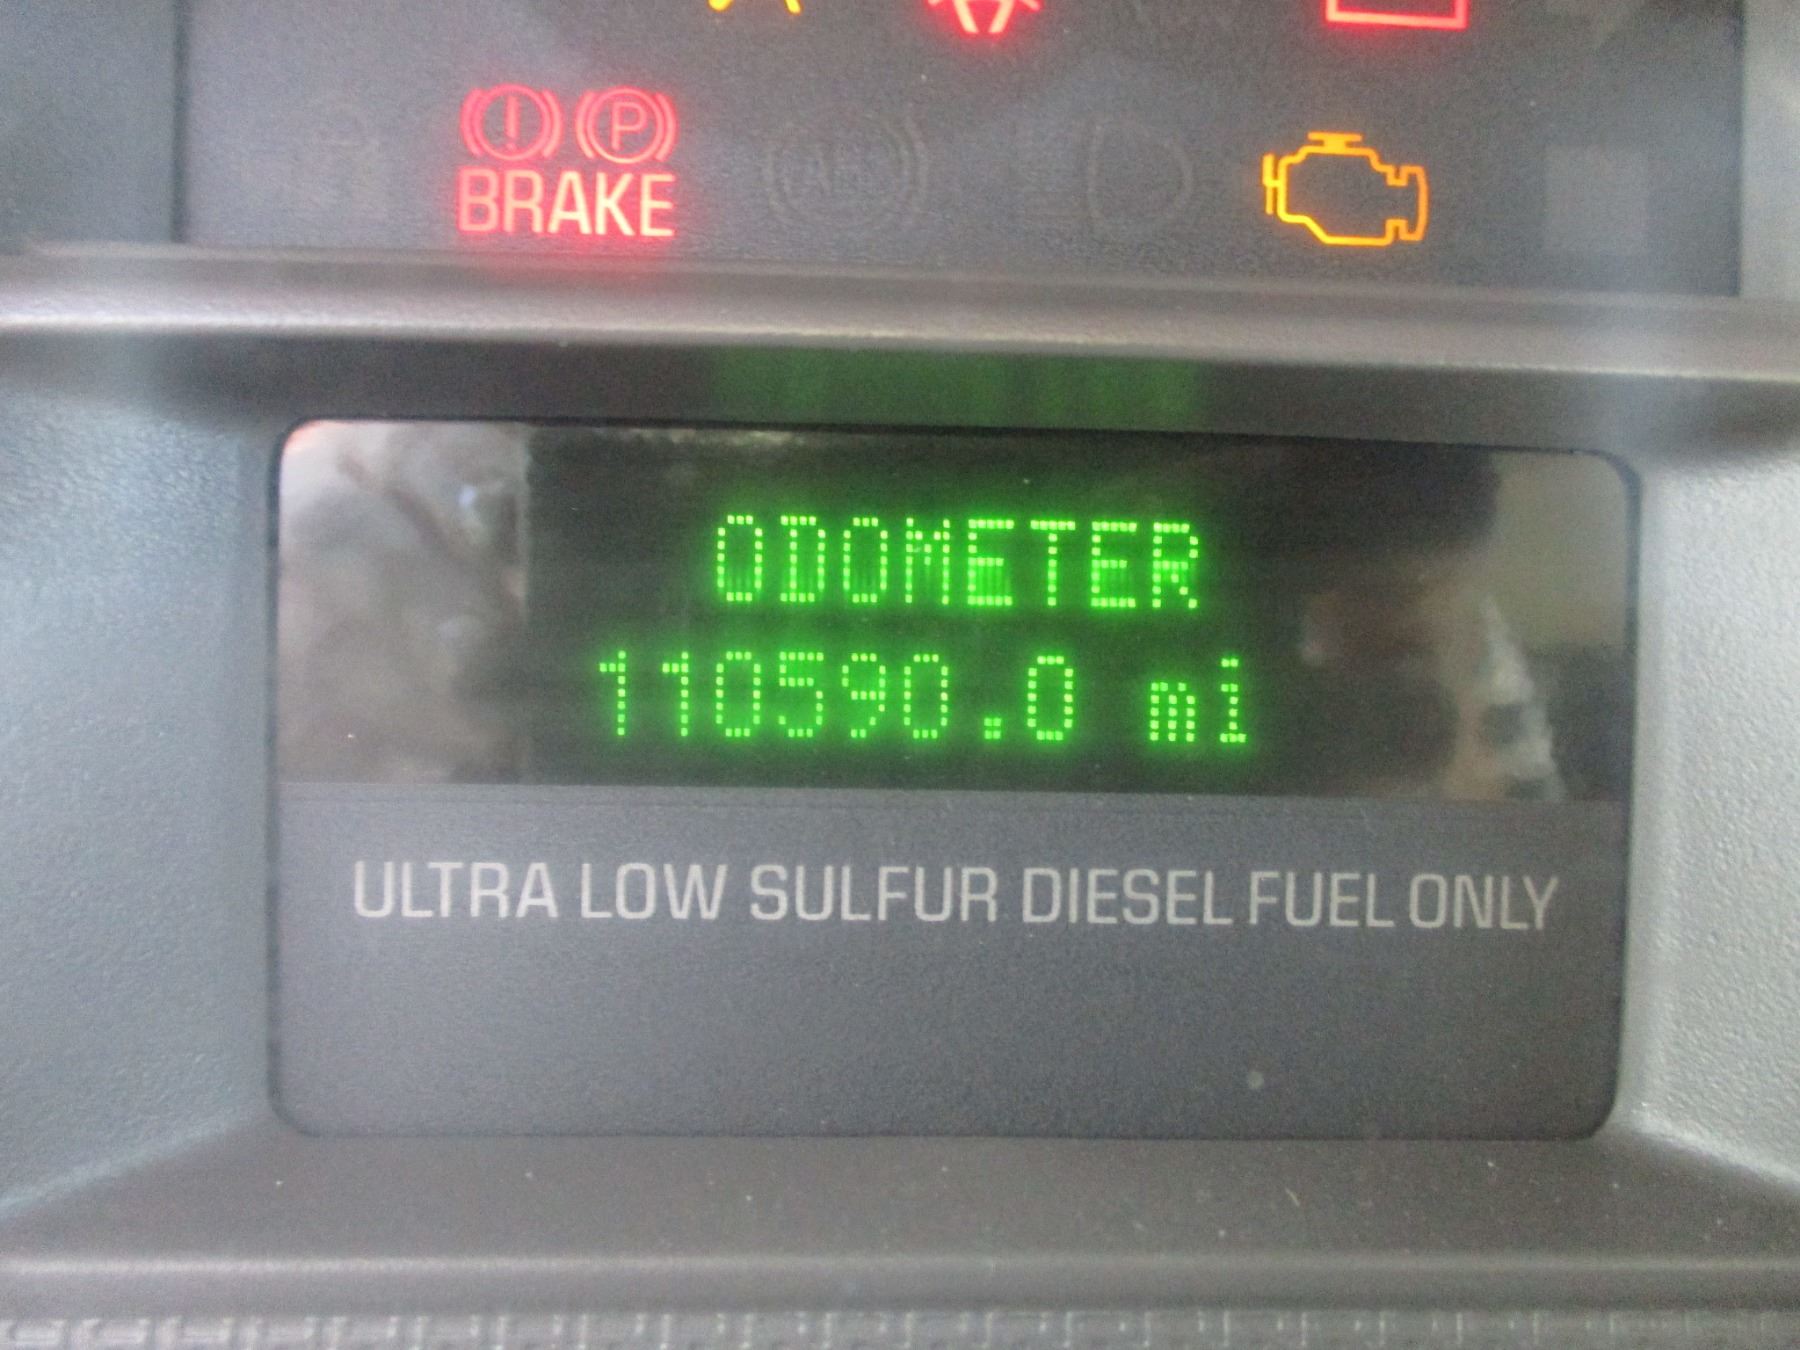 BRAKE
ODOMETER
110590.0 mi
ULTRA LOW SULFUR DIESEL FUEL ONLY